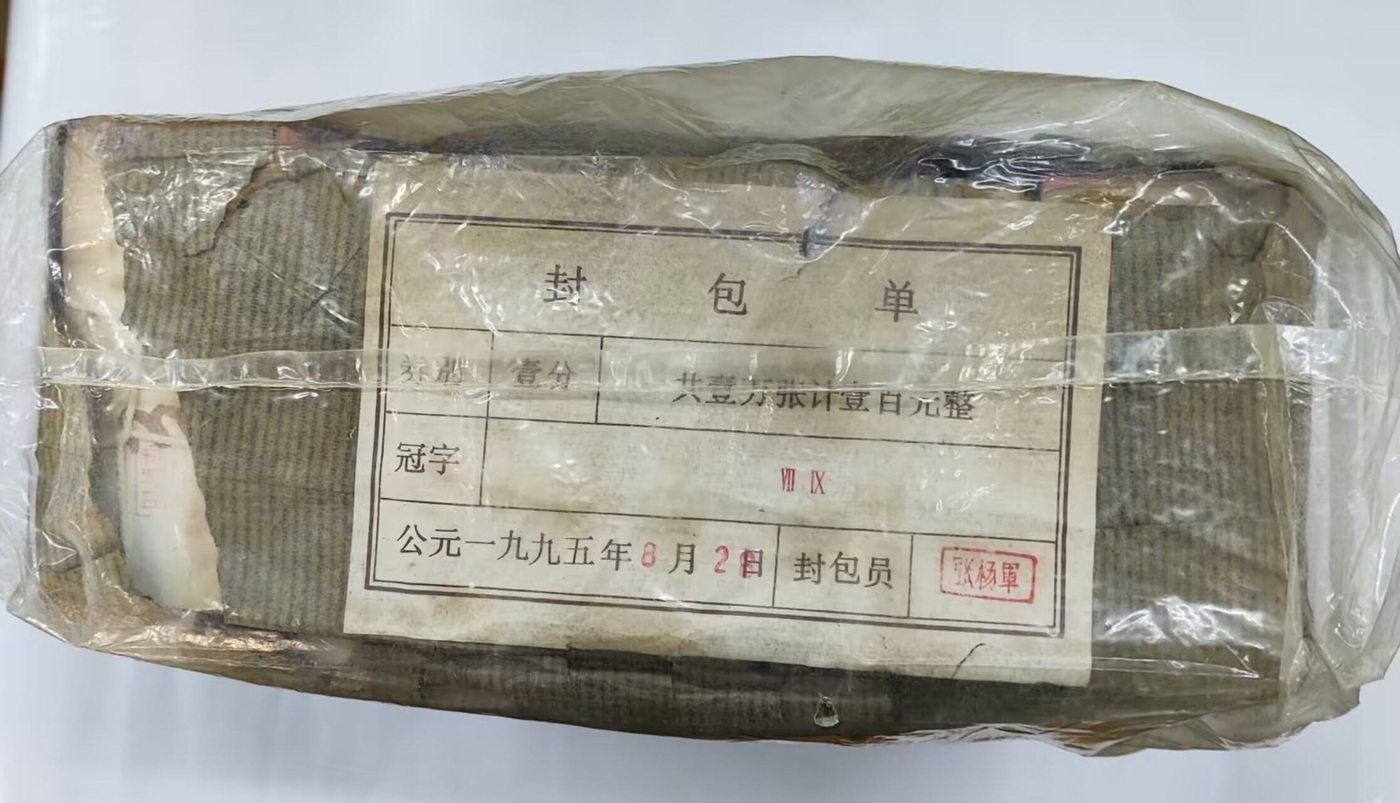 封包单
券别 壹分 共壹万张计壹百元整
冠字 Ⅶ Ⅸ
公元一九九五年8月28日 封包员 张杨军